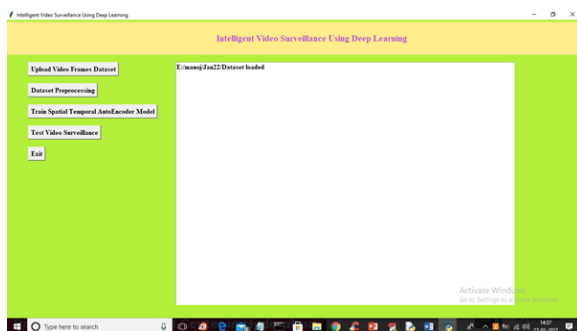 Intelligent Video Surveillance Using Deep Learning
Intelligent Video Surveillance Using Deep Learning
Upload Video Frames Dataset
E:/manoj/Jan22/Dataset loaded
Dataset Preprocessing
Train Spatial Temporal AutoEncoder Model
Test Video Surveillance
Exit
Activate Windows
Go to Settings to activate Windows.
Type here to search
14:37